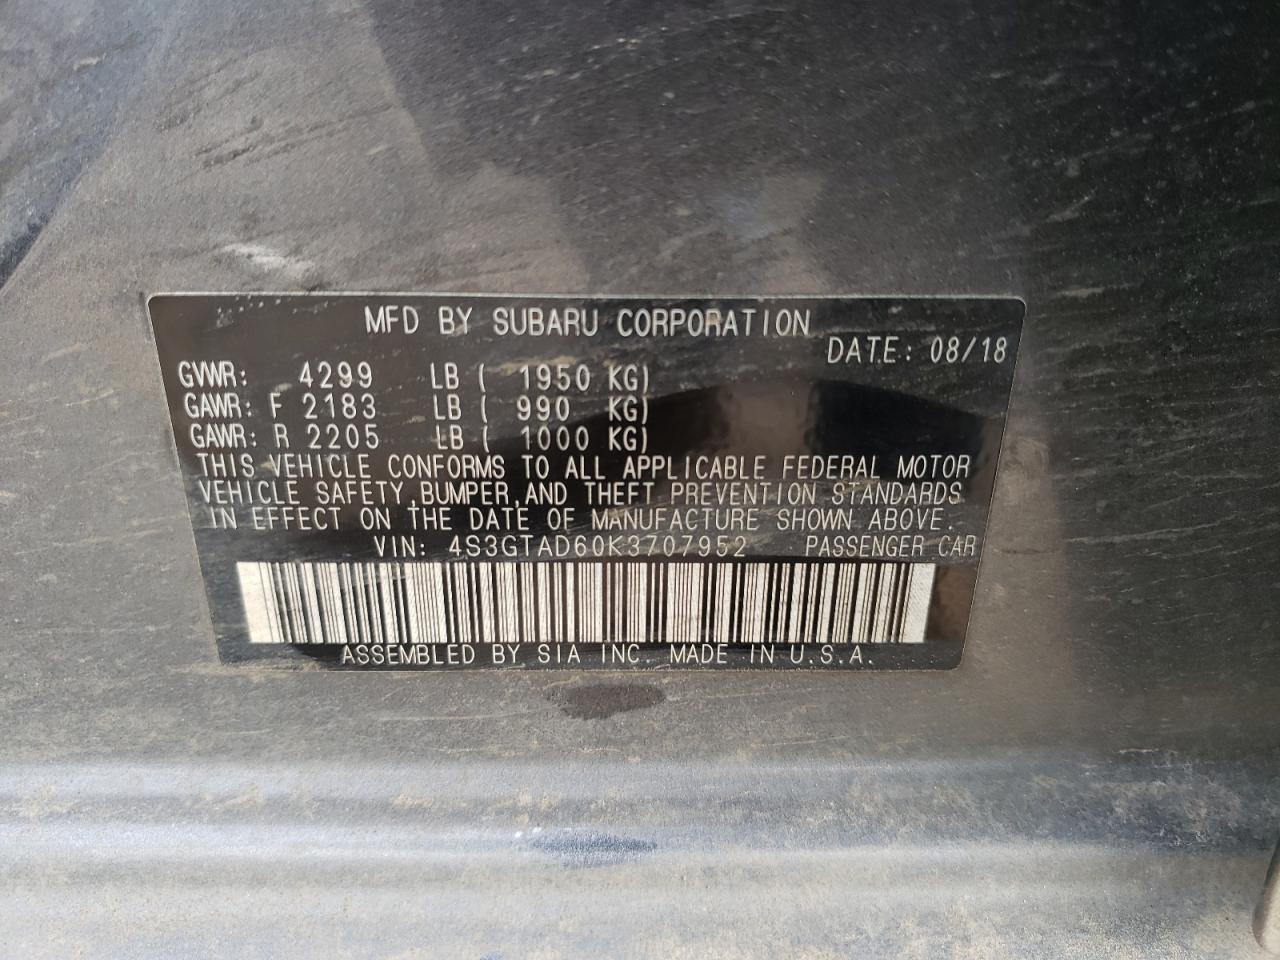 MFD BY SUBARU CORPORATION
DATE: 08/18
GVWR: 4299 LB ( 1950 KG)
GAWR: F 2183 LB ( 990 KG)
GAWR: R 2205 LB ( 1000 KG)
THIS VEHICLE CONFORMS TO ALL APPLICABLE FEDERAL MOTOR
VEHICLE SAFETY,BUMPER,AND THEFT PREVENTION STANDARDS
IN EFFECT ON THE DATE OF MANUFACTURE SHOWN ABOVE.
VIN: 4S3GTAD60K3707952 PASSENGER CAR
ASSEMBLED BY SIA INC. MADE IN U.S.A.